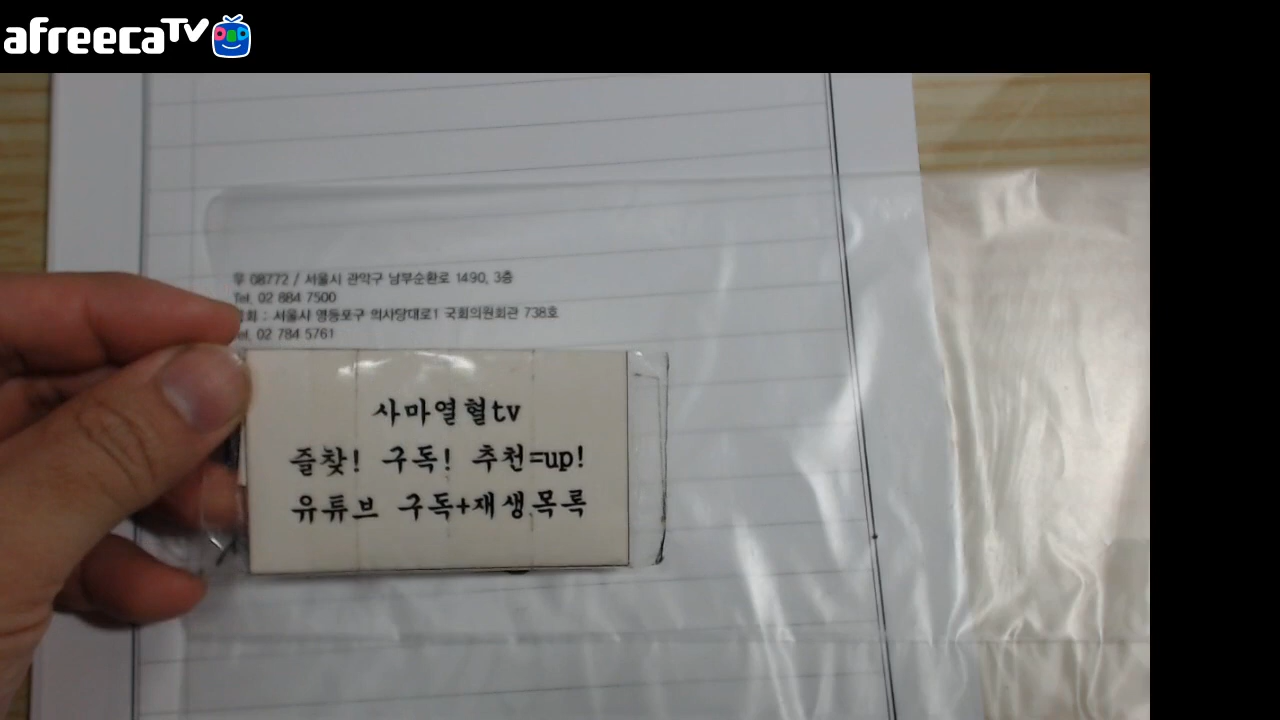 afreecaTV
우 08772 / 서울시 관악구 남부순환로 1490, 3층
Tel. 02 884 7500
국회 : 서울시 영등포구 의사당대로1 국회의원회관 738호
Tel. 02 784 5761
사마열혈tv
즐찾! 구독! 추천=up!
유튜브 구독+재생목록